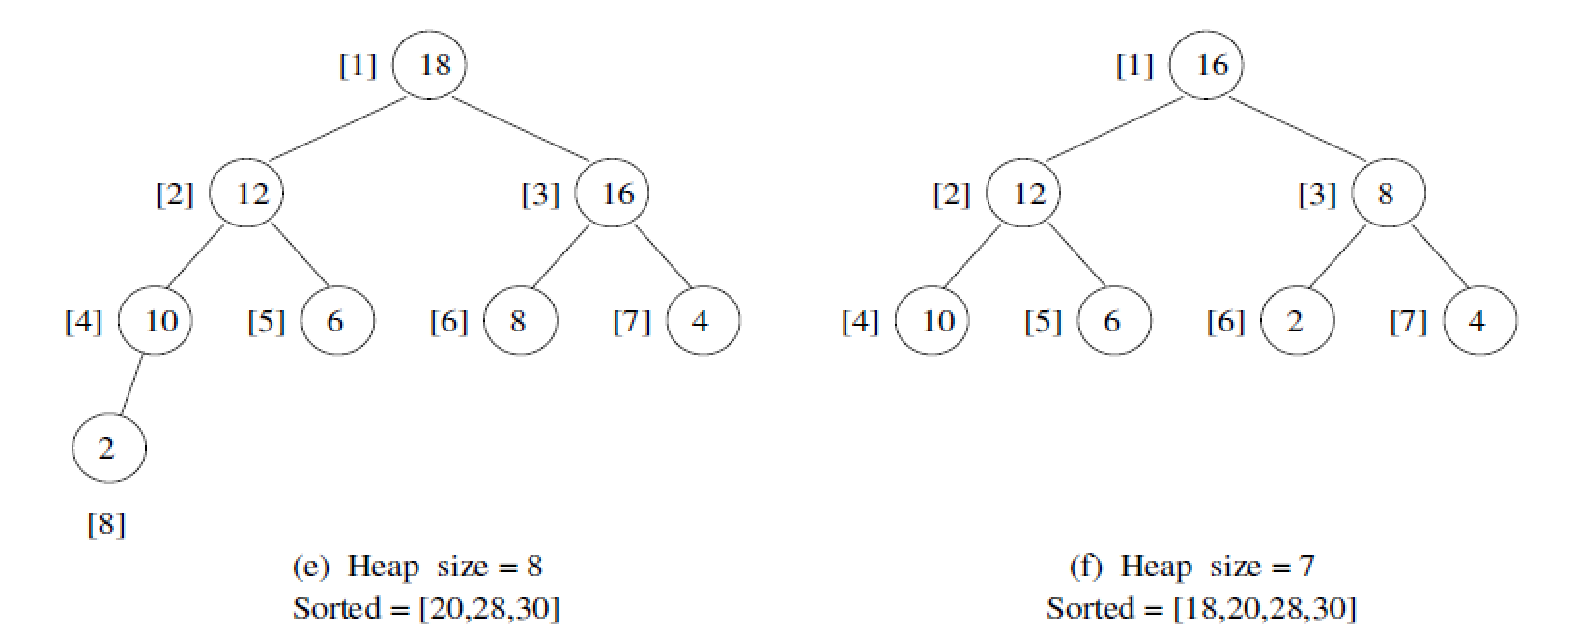 [1] 18
[2] 12 [3] 16
[4] 10 [5] 6 [6] 8 [7] 4
2
[8]
(e) Heap size = 8
Sorted = [20,28,30]
[1] 16
[2] 12 [3] 8
[4] 10 [5] 6 [6] 2 [7] 4
(f) Heap size = 7
Sorted = [18,20,28,30]